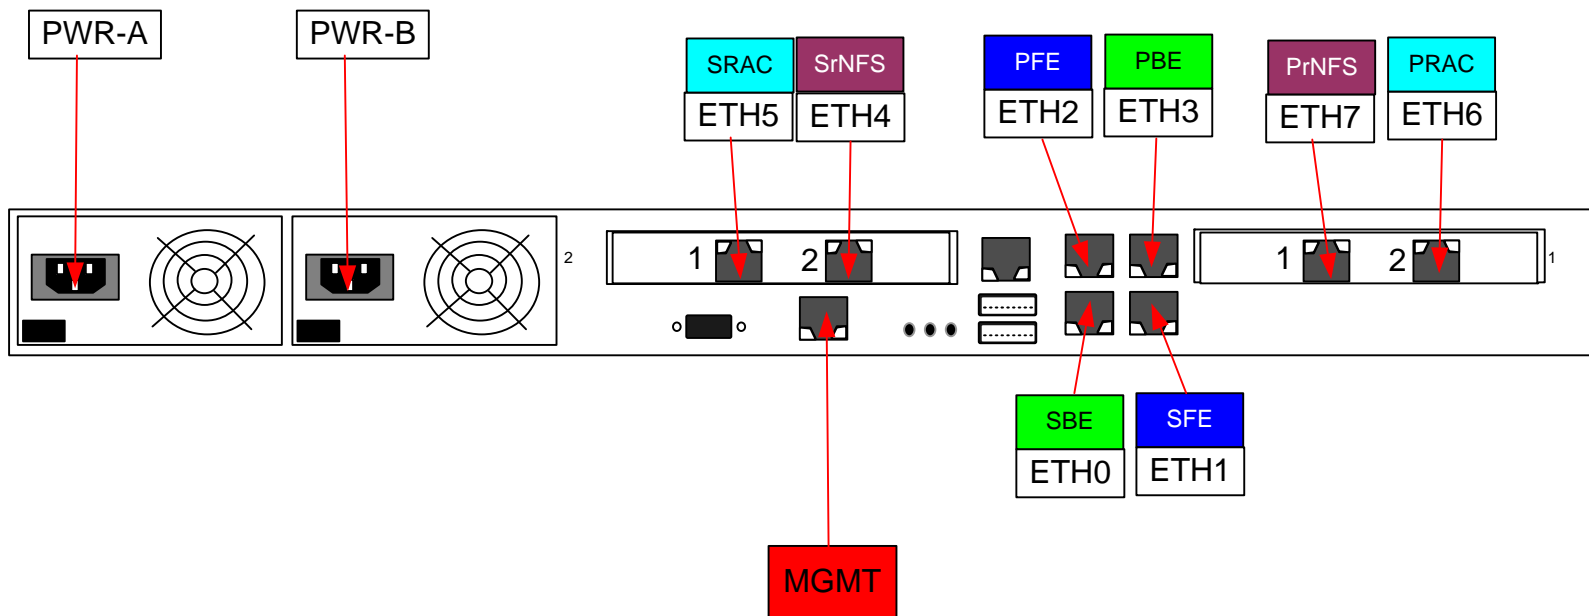 PWR-A
PWR-B
SRAC
ETH5
SrNFS
ETH4
PFE
ETH2
PBE
ETH3
PrNFS
ETH7
PRAC
ETH6
2
1
2
1
2
1
SBE
ETH0
SFE
ETH1
MGMT